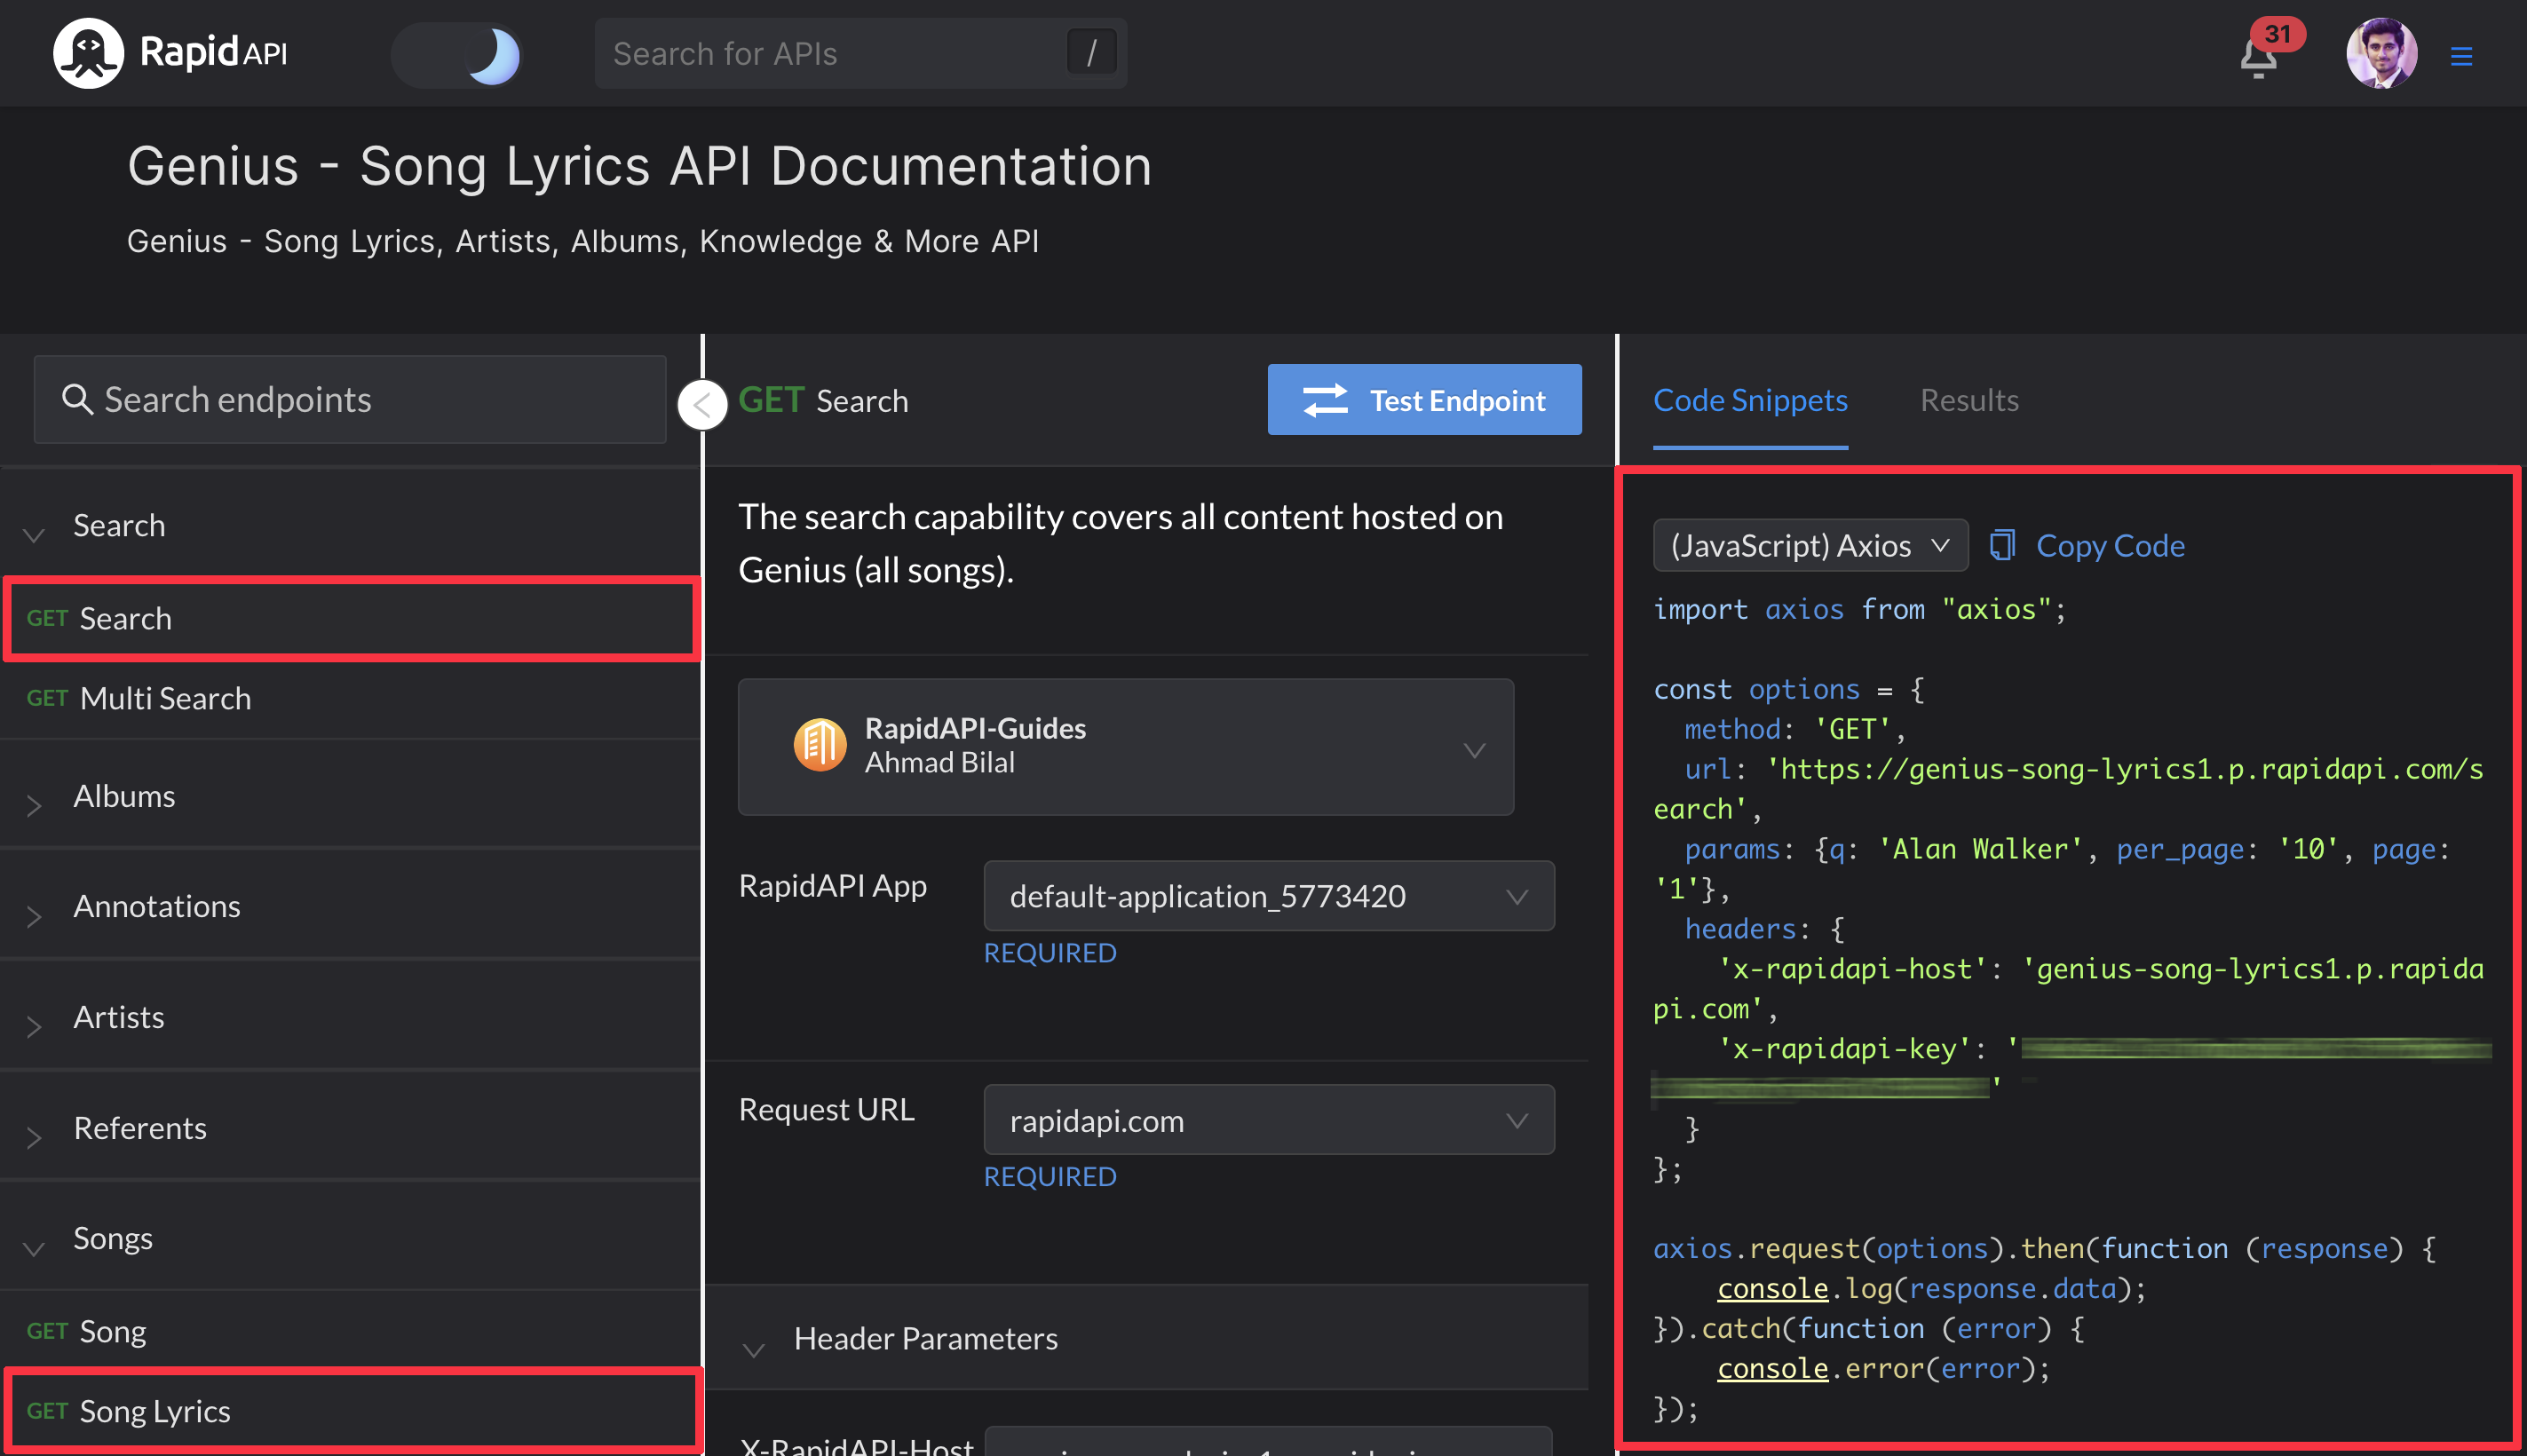 RapidAPI
Search for APIs
/
31
Genius - Song Lyrics API Documentation
Genius - Song Lyrics, Artists, Albums, Knowledge & More API
Search endpoints
Search
GET Search
GET Multi Search
Albums
Annotations
Artists
Referents
Songs
GET Song
GET Song Lyrics
GET Search
Test Endpoint
The search capability covers all content hosted on
Genius (all songs).
RapidAPI-Guides
Ahmad Bilal
RapidAPI App
default-application_5773420
REQUIRED
Request URL
rapidapi.com
REQUIRED
Header Parameters
X-RapidAPI-Host
Code Snippets
Results
(JavaScript) Axios
Copy Code
import axios from "axios";
const options = {
  method: 'GET',
  url: 'https://genius-song-lyrics1.p.rapidapi.com/s
earch',
  params: {q: 'Alan Walker', per_page: '10', page:
'1'},
  headers: {
    'x-rapidapi-host': 'genius-song-lyrics1.p.rapida
pi.com',
    'x-rapidapi-key': '
'
  }
};
axios.request(options).then(function (response) {
    console.log(response.data);
}).catch(function (error) {
    console.error(error);
});